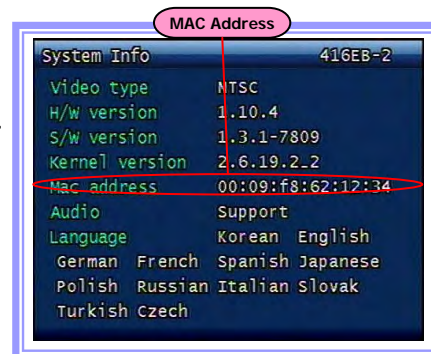 MAC Address
System Info 416EB-2
Video type NTSC
H/W version 1.10.4
S/W version 1.3.1-7809
Kernel version 2.6.19.2_2
Mac address 00:09:f8:62:12:34
Audio Support
Language Korean English
German French Spanish Japanese
Polish Russian Italian Slovak
Turkish Czech